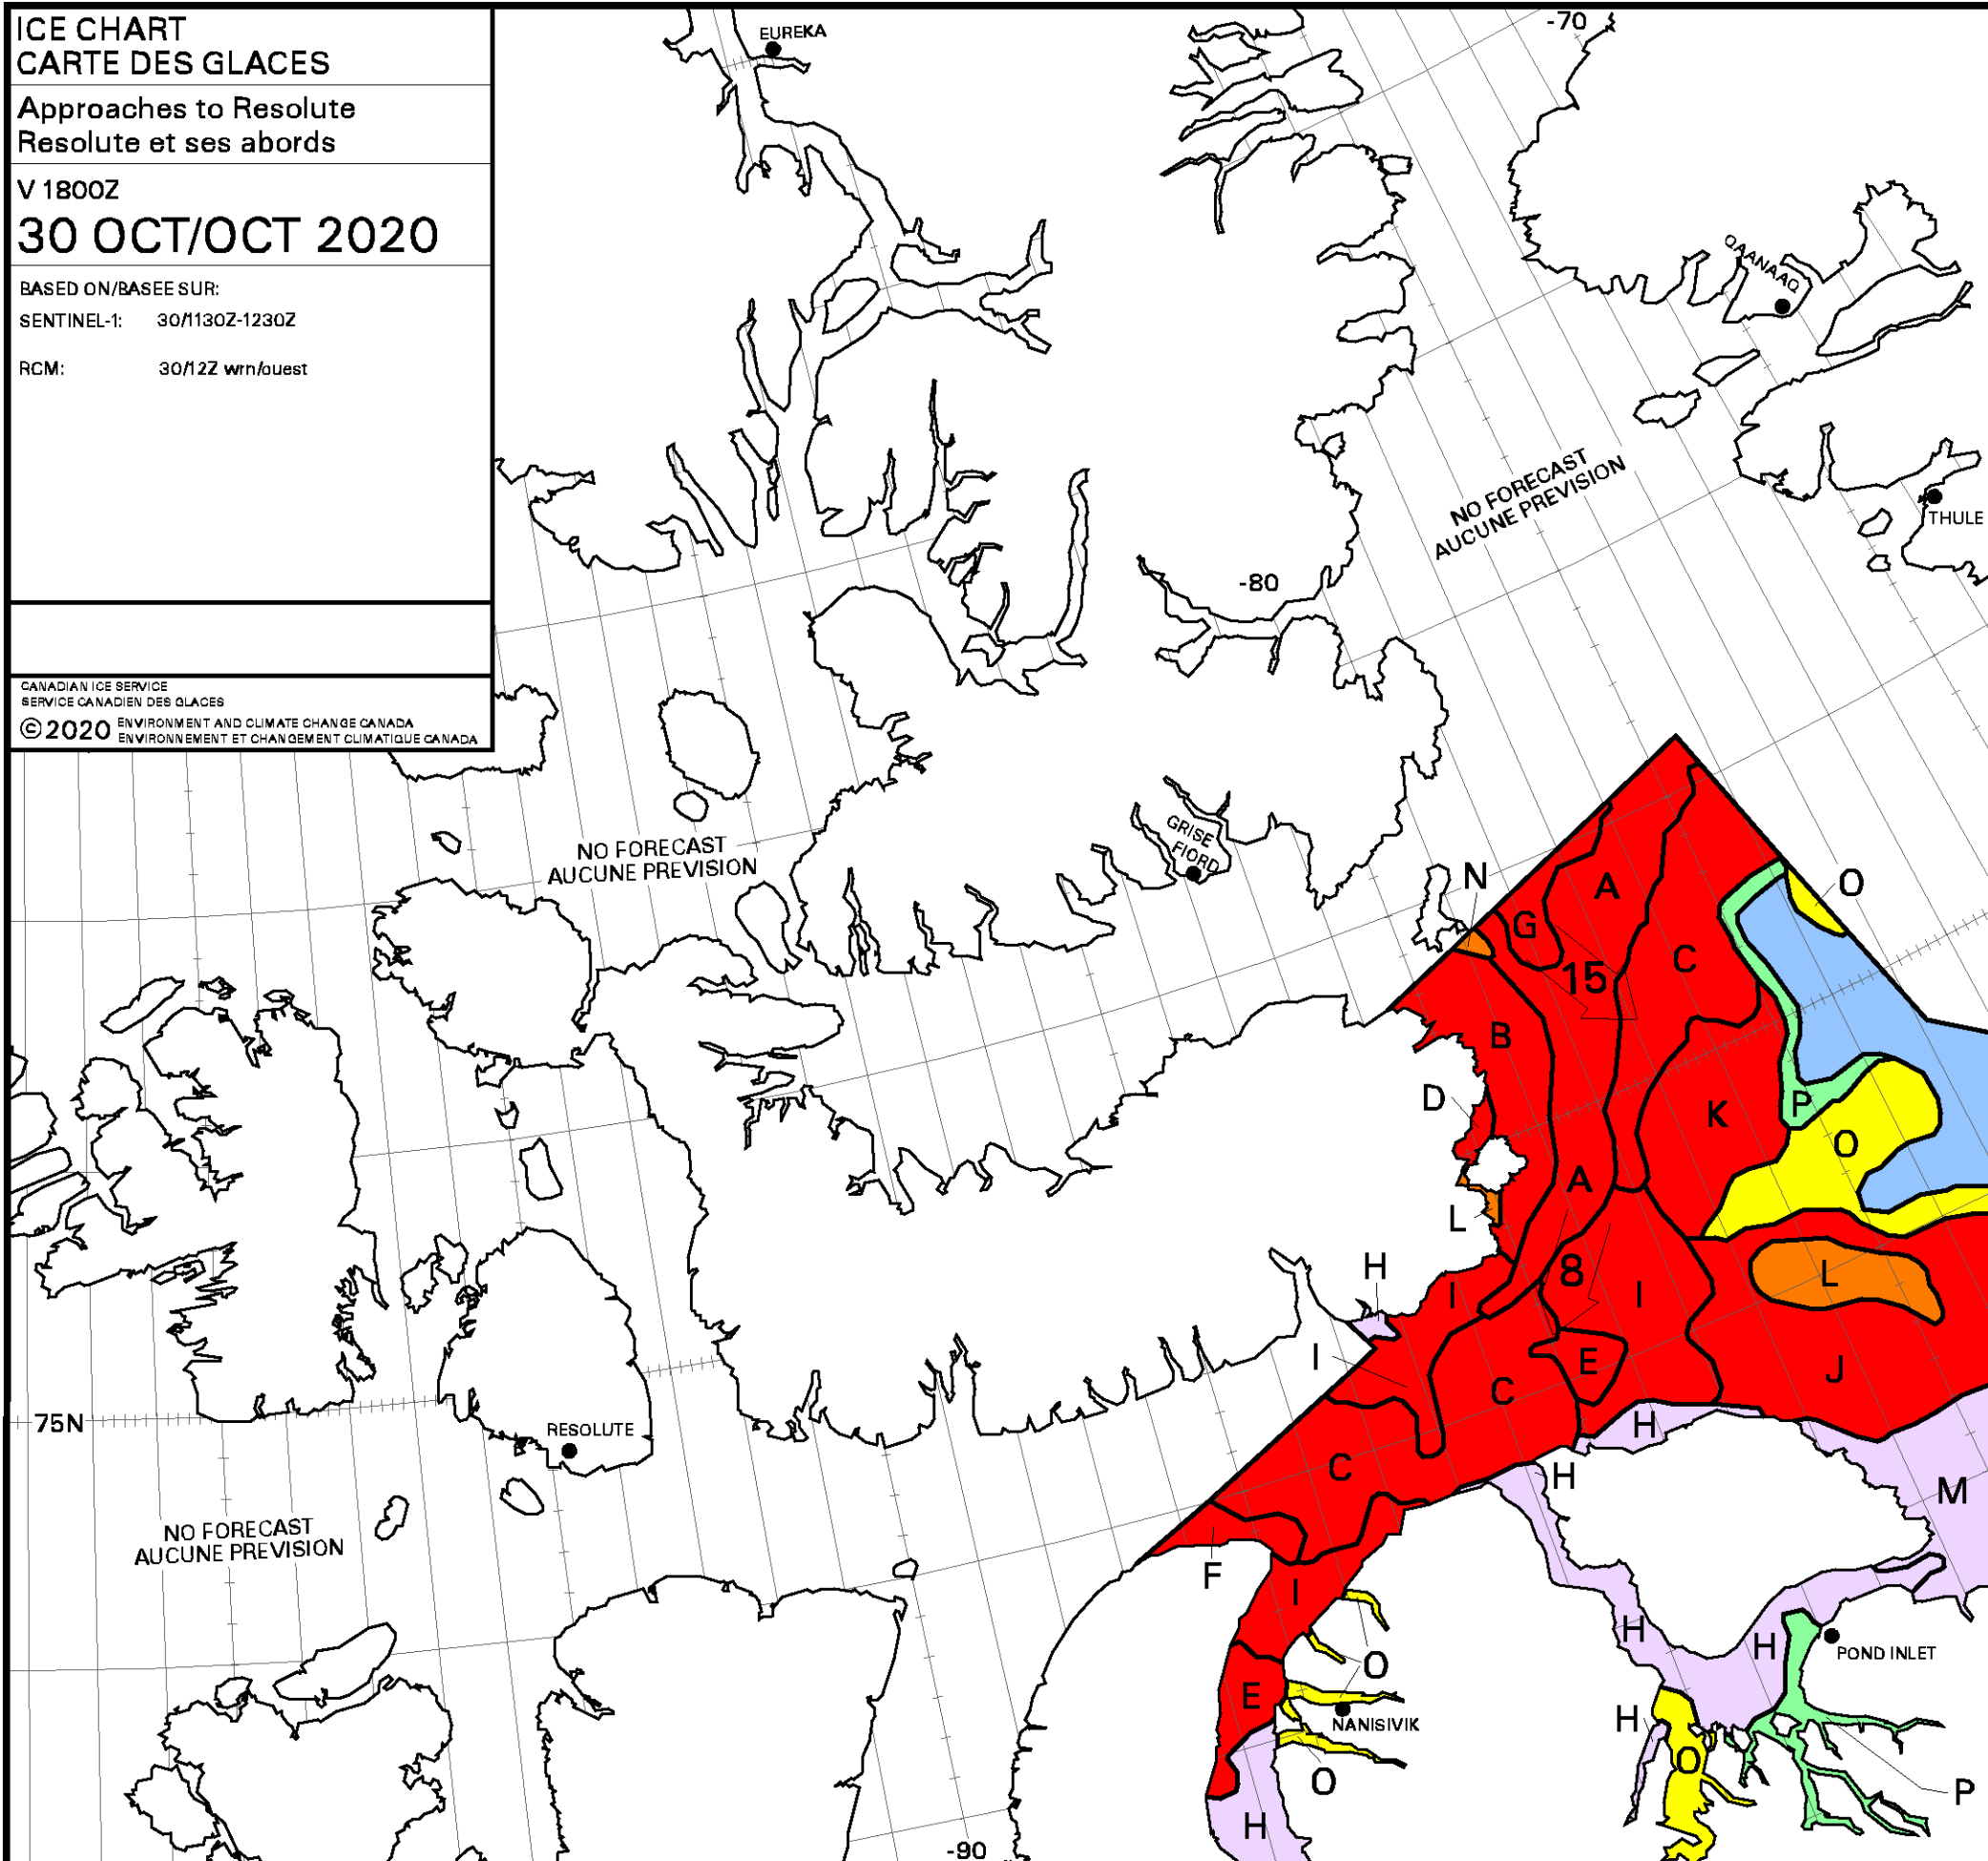 ICE CHART
CARTE DES GLACES
Approaches to Resolute
Resolute et ses abords
V 1800Z
30 OCT/OCT 2020
BASED ON/BASEE SUR:
SENTINEL-1: 30/1130Z-1230Z
RCM: 30/12Z wrn/ouest
CANADIAN ICE SERVICE
SERVICE CANADIEN DES GLACES
© 2020 ENVIRONMENT AND CLIMATE CHANGE CANADA
ENVIRONNEMENT ET CHANGEMENT CLIMATIQUE CANADA
-70
EUREKA
QAANAAQ
NO FORECAST
AUCUNE PREVISION
THULE
-80
GRISE
FIORD
NO FORECAST
AUCUNE PREVISION
N
A
O
G
C
15
B
D
K
P
O
A
L
H
8
I
I
L
I
E
C
J
75N
RESOLUTE
H
C
H
M
NO FORECAST
AUCUNE PREVISION
F
I
H
H
POND INLET
O
E
NANISIVIK
H
O
O
P
H
-90